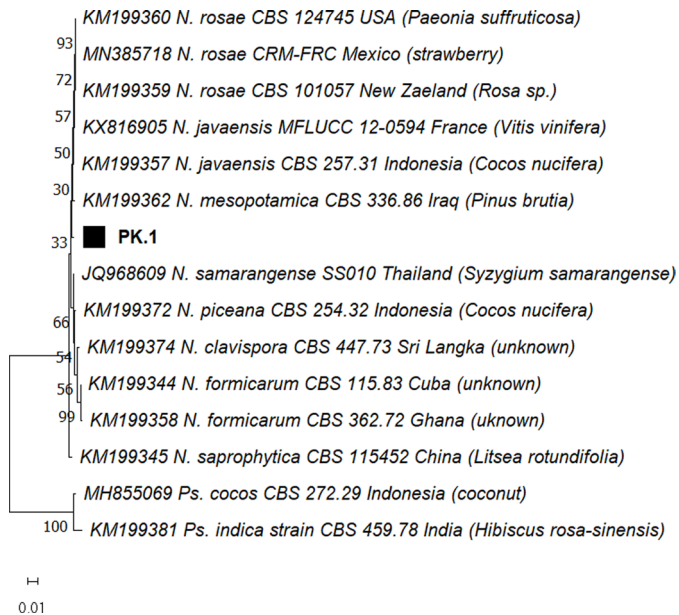 KM199360 N. rosae CBS 124745 USA (Paeonia suffruticosa)
93
MN385718 N. rosae CRM-FRC Mexico (strawberry)
72
KM199359 N. rosae CBS 101057 New Zaeland (Rosa sp.)
57
KX816905 N. javaensis MFLUCC 12-0594 France (Vitis vinifera)
50
KM199357 N. javaensis CBS 257.31 Indonesia (Cocos nucifera)
30
KM199362 N. mesopotamica CBS 336.86 Iraq (Pinus brutia)
33
PK.1
JQ968609 N. samarangense SS010 Thailand (Syzygium samarangense)
KM199372 N. piceana CBS 254.32 Indonesia (Cocos nucifera)
66
KM199374 N. clavispora CBS 447.73 Sri Langka (unknown)
54
KM199344 N. formicarum CBS 115.83 Cuba (unknown)
56
KM199358 N. formicarum CBS 362.72 Ghana (uknown)
99
KM199345 N. saprophytica CBS 115452 China (Litsea rotundifolia)
MH855069 Ps. cocos CBS 272.29 Indonesia (coconut)
100
KM199381 Ps. indica strain CBS 459.78 India (Hibiscus rosa-sinensis)
0.01